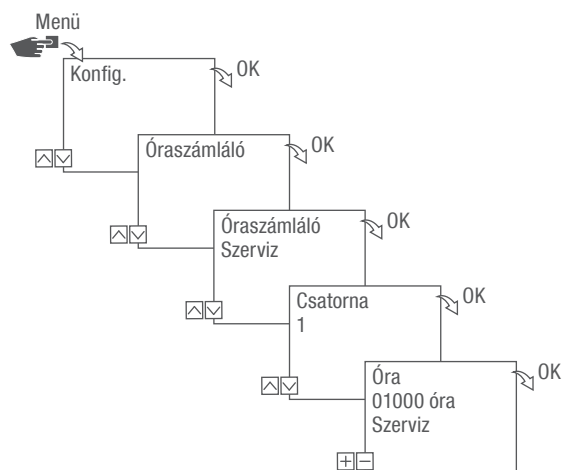 Menü
Konfig.
OK
Óraszámláló
OK
Óraszámláló
Szerviz
OK
Csatorna
1
OK
Óra
01000 óra
Szerviz
OK
+ −